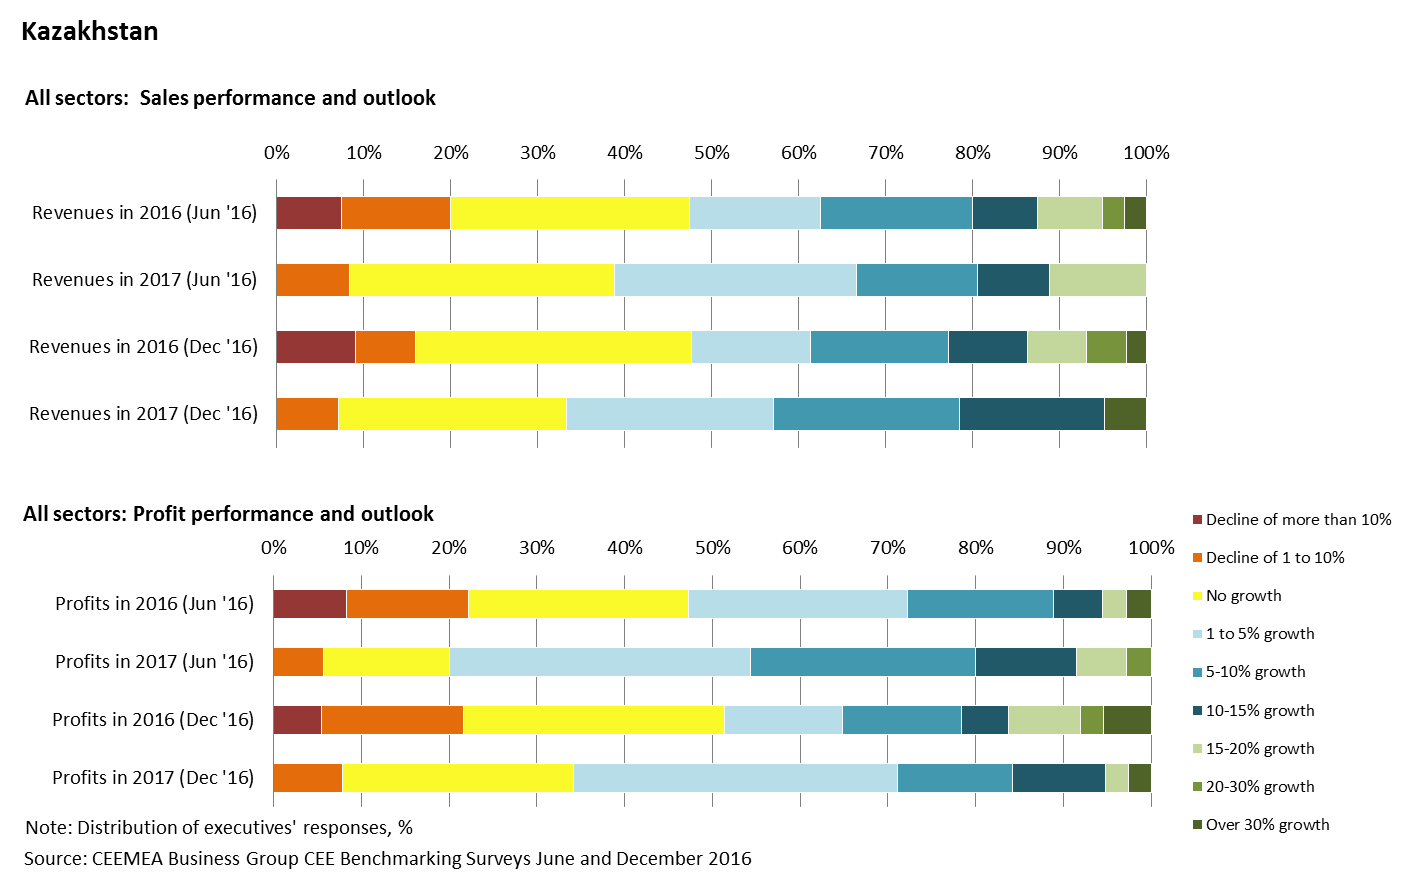 Kazakhstan
All sectors:  Sales performance and outlook
0% 10% 20% 30% 40% 50% 60% 70% 80% 90% 100%
Revenues in 2016 (Jun '16)
Revenues in 2017 (Jun '16)
Revenues in 2016 (Dec '16)
Revenues in 2017 (Dec '16)
All sectors: Profit performance and outlook
0% 10% 20% 30% 40% 50% 60% 70% 80% 90% 100%
Profits in 2016 (Jun '16)
Profits in 2017 (Jun '16)
Profits in 2016 (Dec '16)
Profits in 2017 (Dec '16)
Decline of more than 10%
Decline of 1 to 10%
No growth
1 to 5% growth
5-10% growth
10-15% growth
15-20% growth
20-30% growth
Over 30% growth
Note: Distribution of executives' responses, %
Source: CEEMEA Business Group CEE Benchmarking Surveys June and December 2016